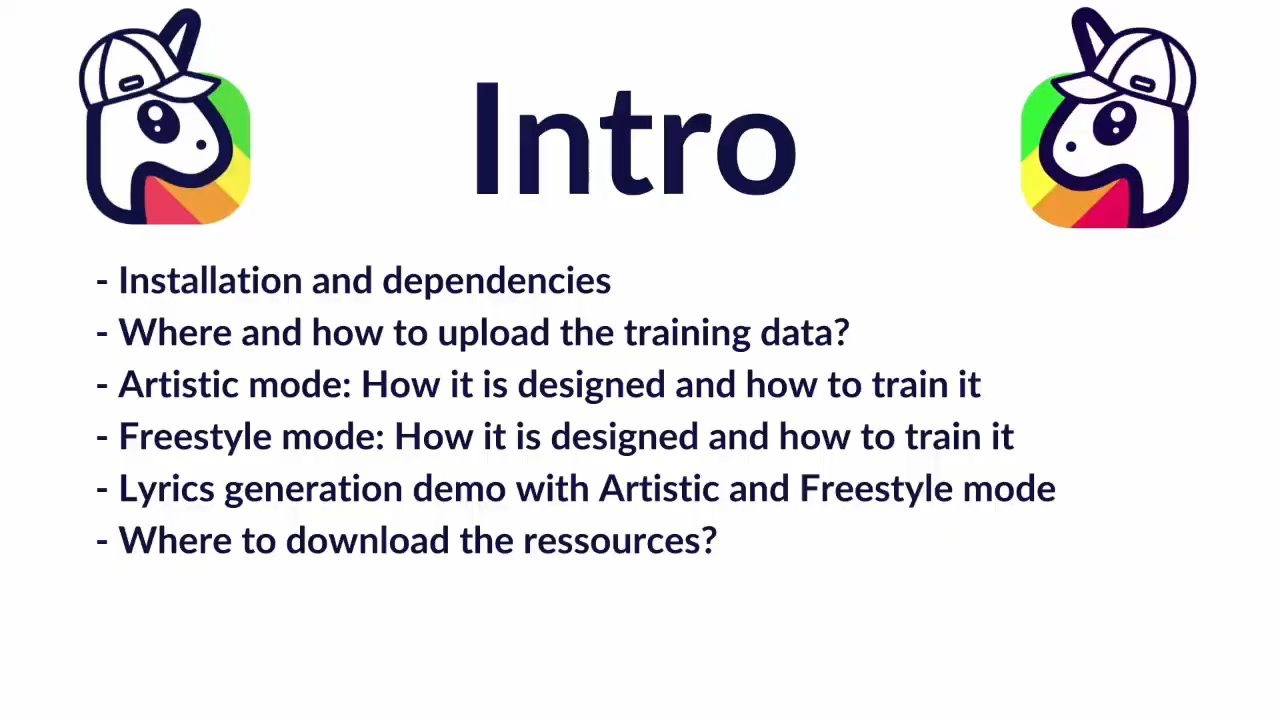 Intro
- Installation and dependencies
- Where and how to upload the training data?
- Artistic mode: How it is designed and how to train it
- Freestyle mode: How it is designed and how to train it
- Lyrics generation demo with Artistic and Freestyle mode
- Where to download the ressources?